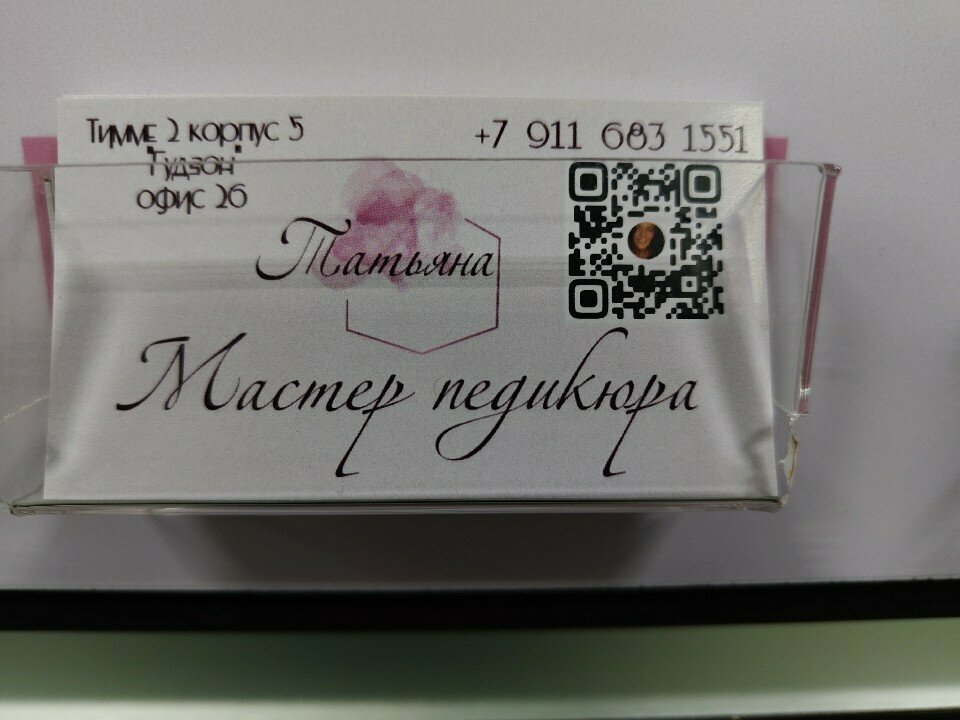 Тимме 2 корпус 5
"Гудзон"
офис 26
+7 911 683 1551
Татьяна
Мастер педикюра